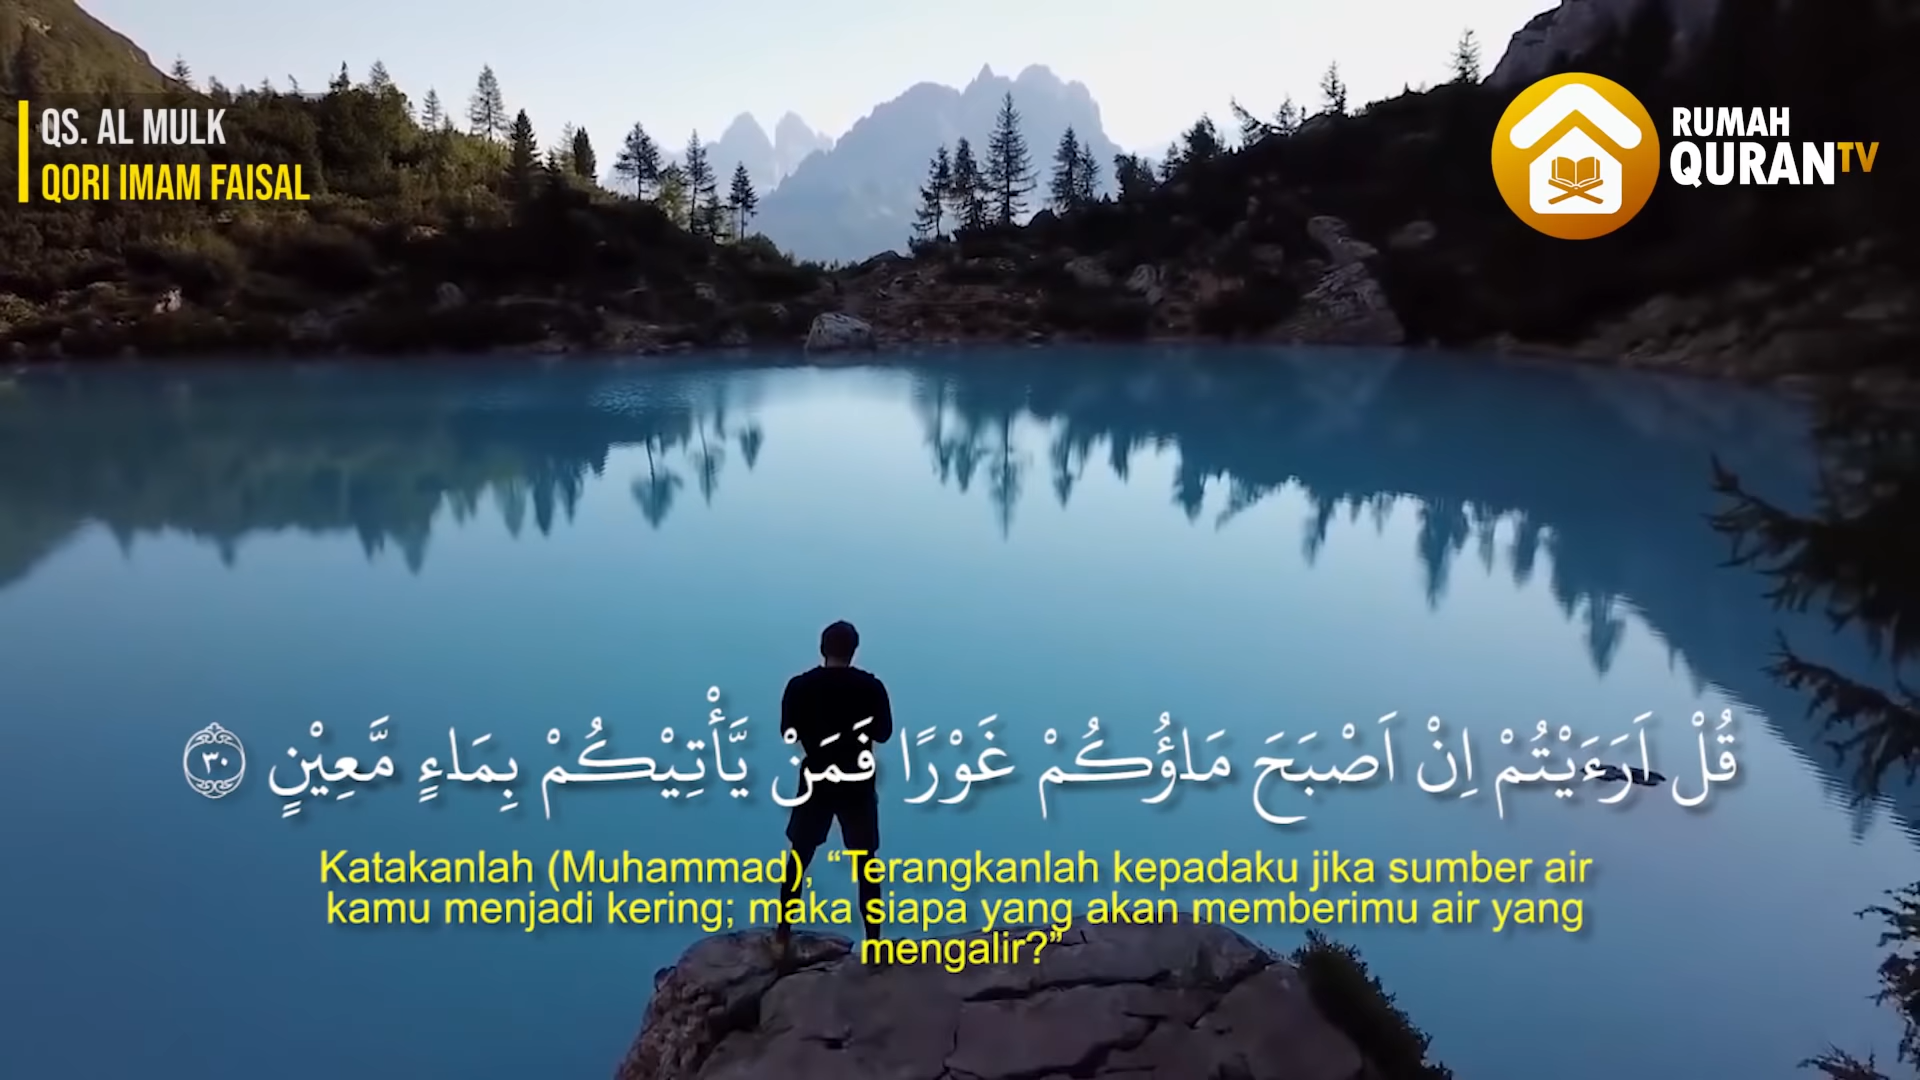 QS. AL MULK
QORI IMAM FAISAL
RUMAH
QURANTV
قُلْ اَرَءَيْتُمْ اِنْ اَصْبَحَ مَاۤؤُكُمْ غَوْرًا فَمَنْ يَّأْتِيْكُمْ بِمَاۤءٍ مَّعِيْنٍ ٣٠
Katakanlah (Muhammad), “Terangkanlah kepadaku jika sumber air
kamu menjadi kering; maka siapa yang akan memberimu air yang
mengalir?”